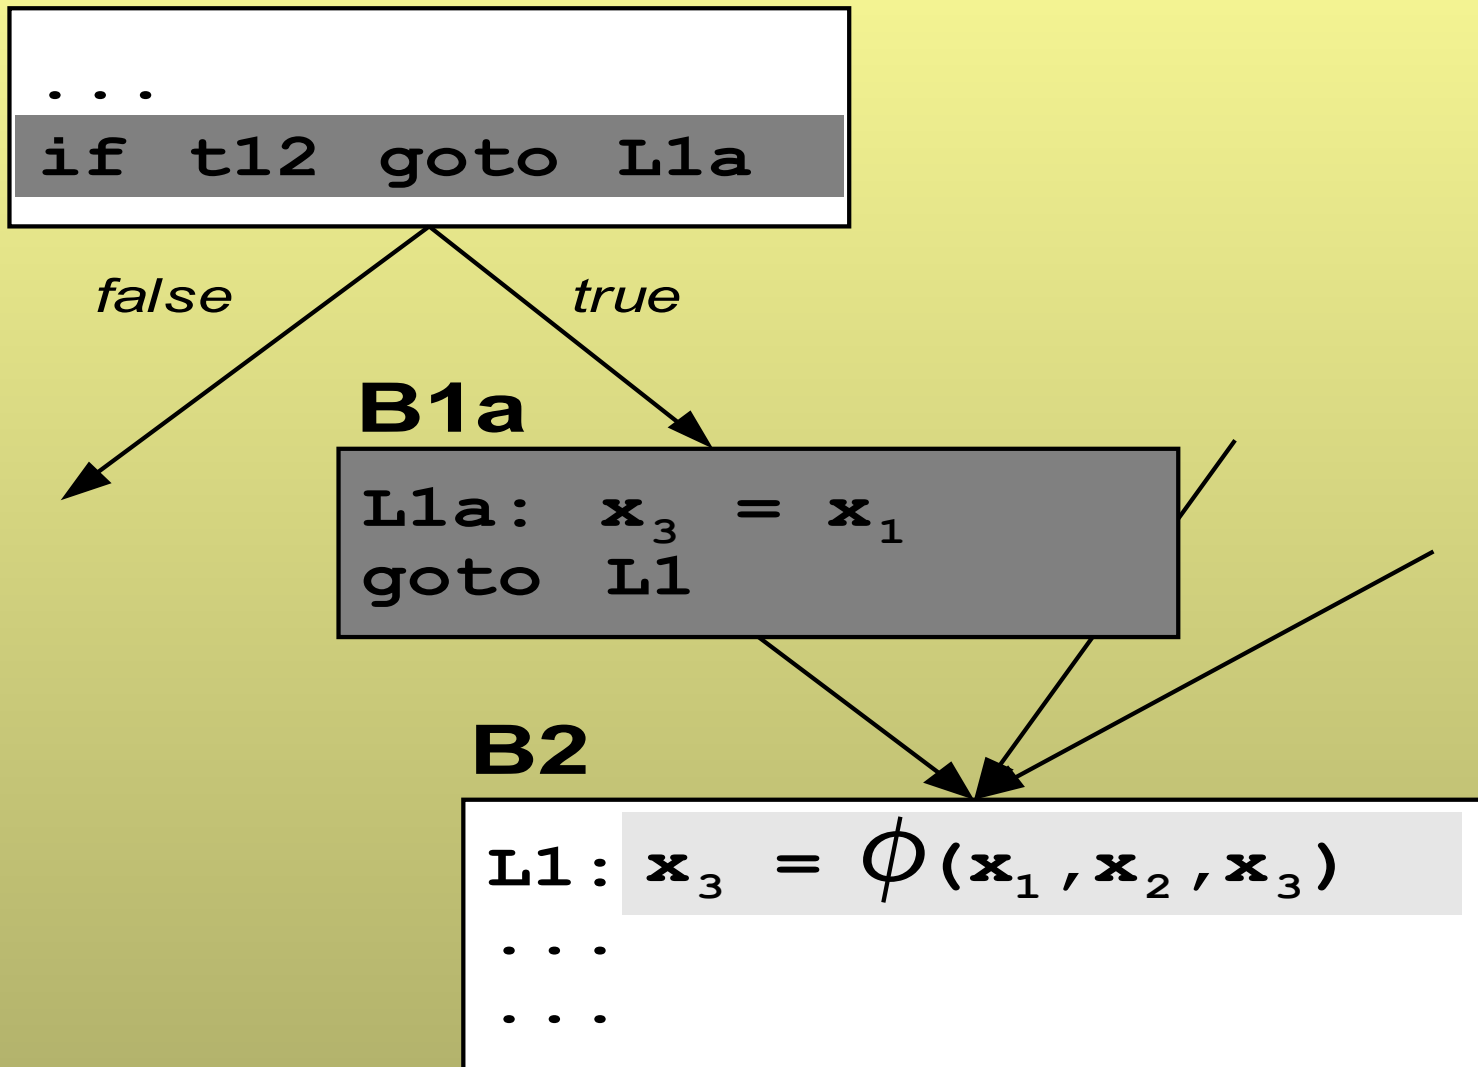 ...
if t12 goto L1a
false
true
B1a
L1a: x₃ = x₁
goto L1
B2
L1: x₃ = ϕ(x₁,x₂,x₃)
...
...